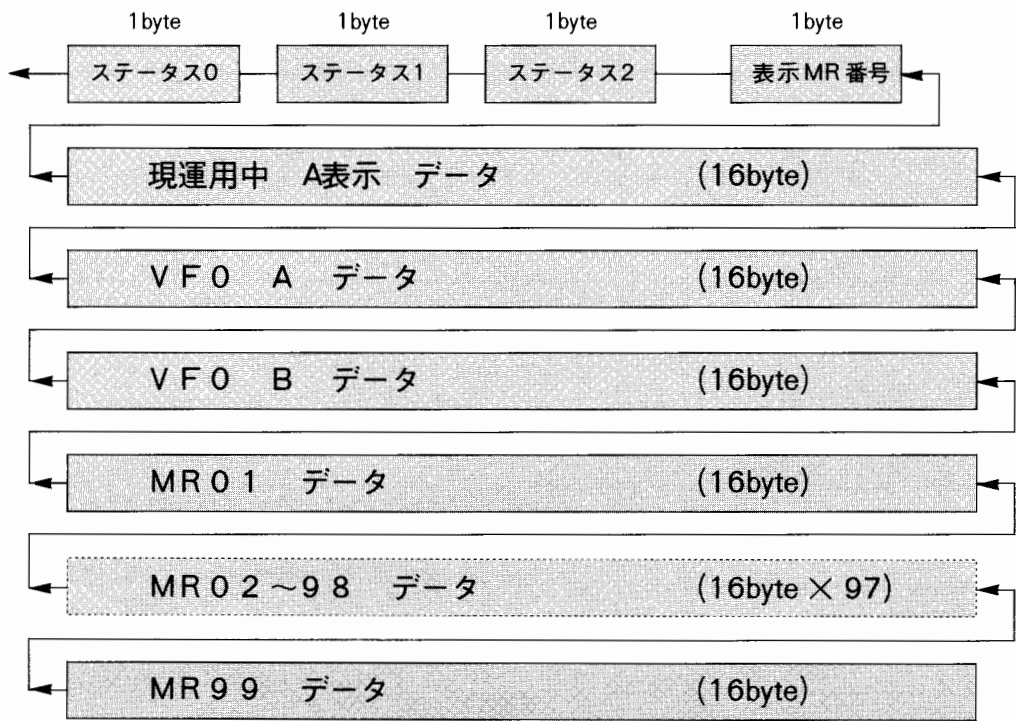 1byte 1byte 1byte 1byte
ステータス0 ステータス1 ステータス2 表示MR番号
現運用中 A表示 データ (16byte)
VFO A データ (16byte)
VFO B データ (16byte)
MR01 データ (16byte)
MR02~98 データ (16byte × 97)
MR99 データ (16byte)